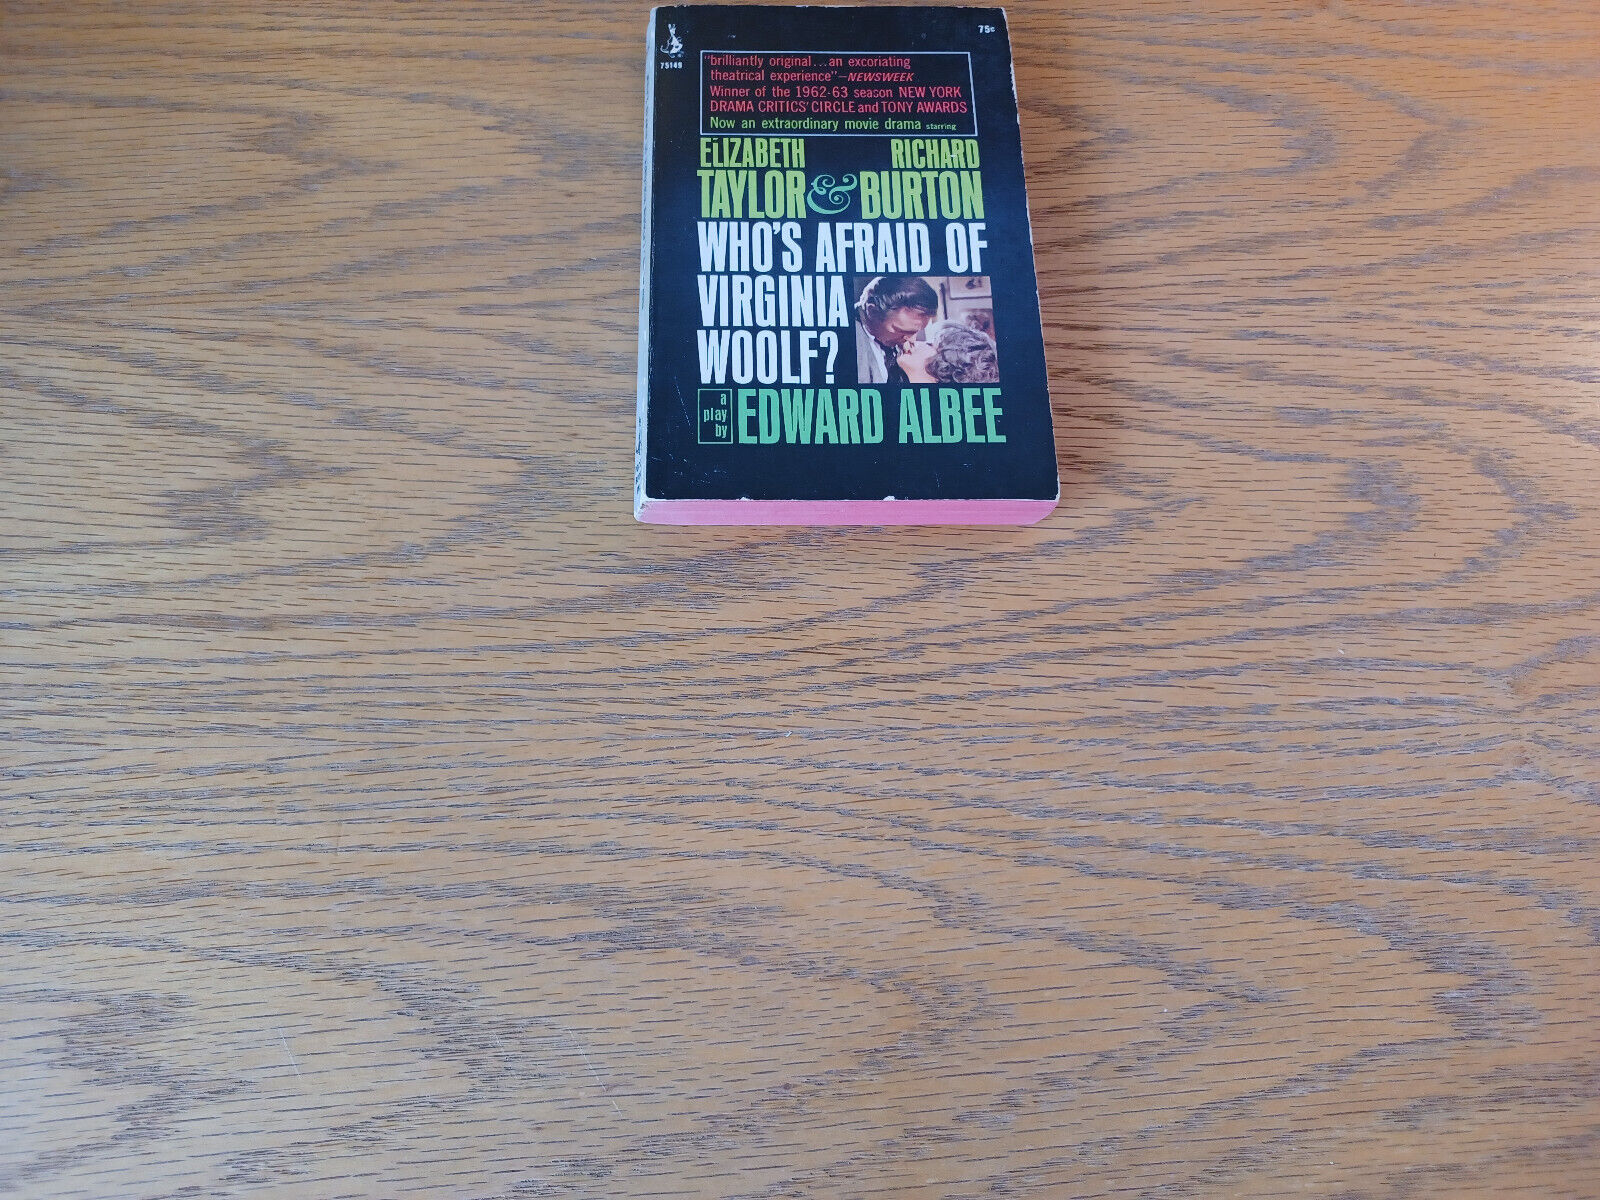 75¢
75149
"brilliantly original...an excoriating
theatrical experience"—NEWSWEEK
Winner of the 1962-63 season NEW YORK
DRAMA CRITICS' CIRCLE and TONY AWARDS
Now an extraordinary movie drama starring
ELIZABETH RICHARD
TAYLOR & BURTON
WHO'S AFRAID OF
VIRGINIA
WOOLF?
a
play
by
EDWARD ALBEE